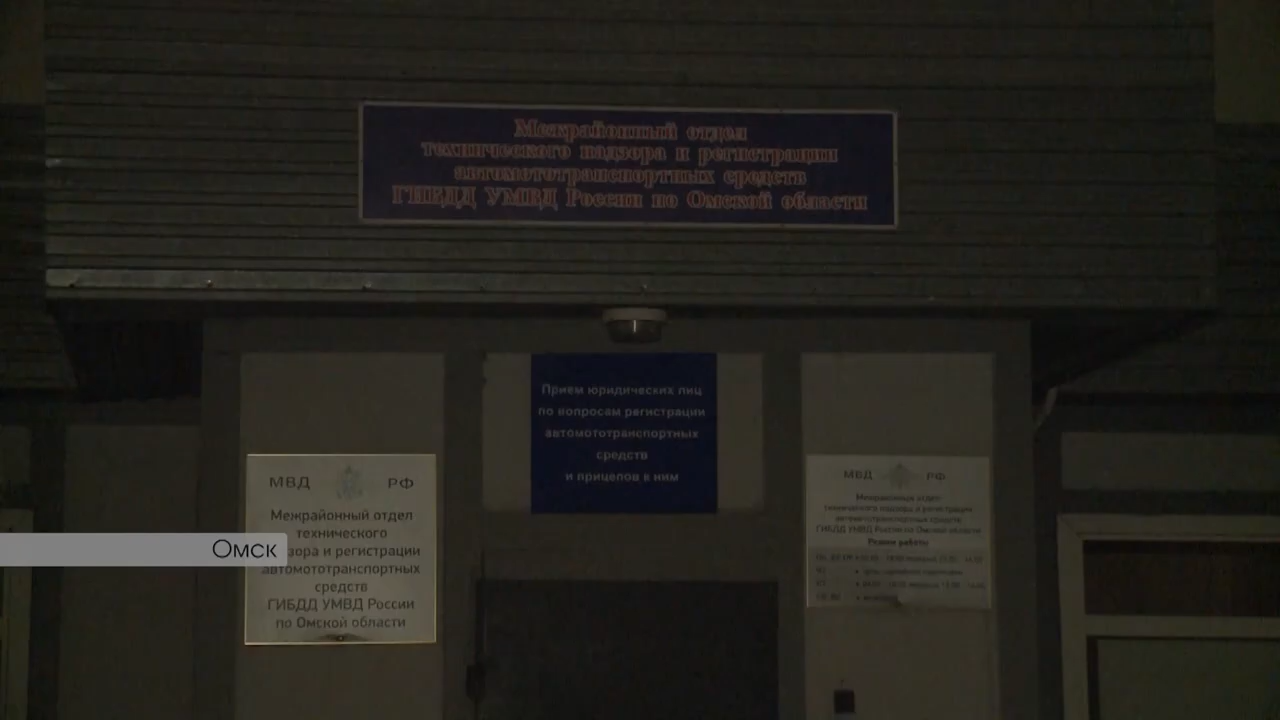 Межрайонный отдел
технического надзора и регистрации
автомототранспортных средств
ГИБДД УМВД России по Омской области
Прием юридических лиц
по вопросам регистрации
автомототранспортных
средств
и прицепов к ним
МВД РФ
Межрайонный отдел
технического
и регистрации
автомототранспортных
средств
ГИБДД УМВД России
по Омской области
Омск
МВД РФ
Межрайонный отдел
технического надзора и регистрации
автомототранспортных средств
ГИБДД УМВД России по Омской области
Режим работы